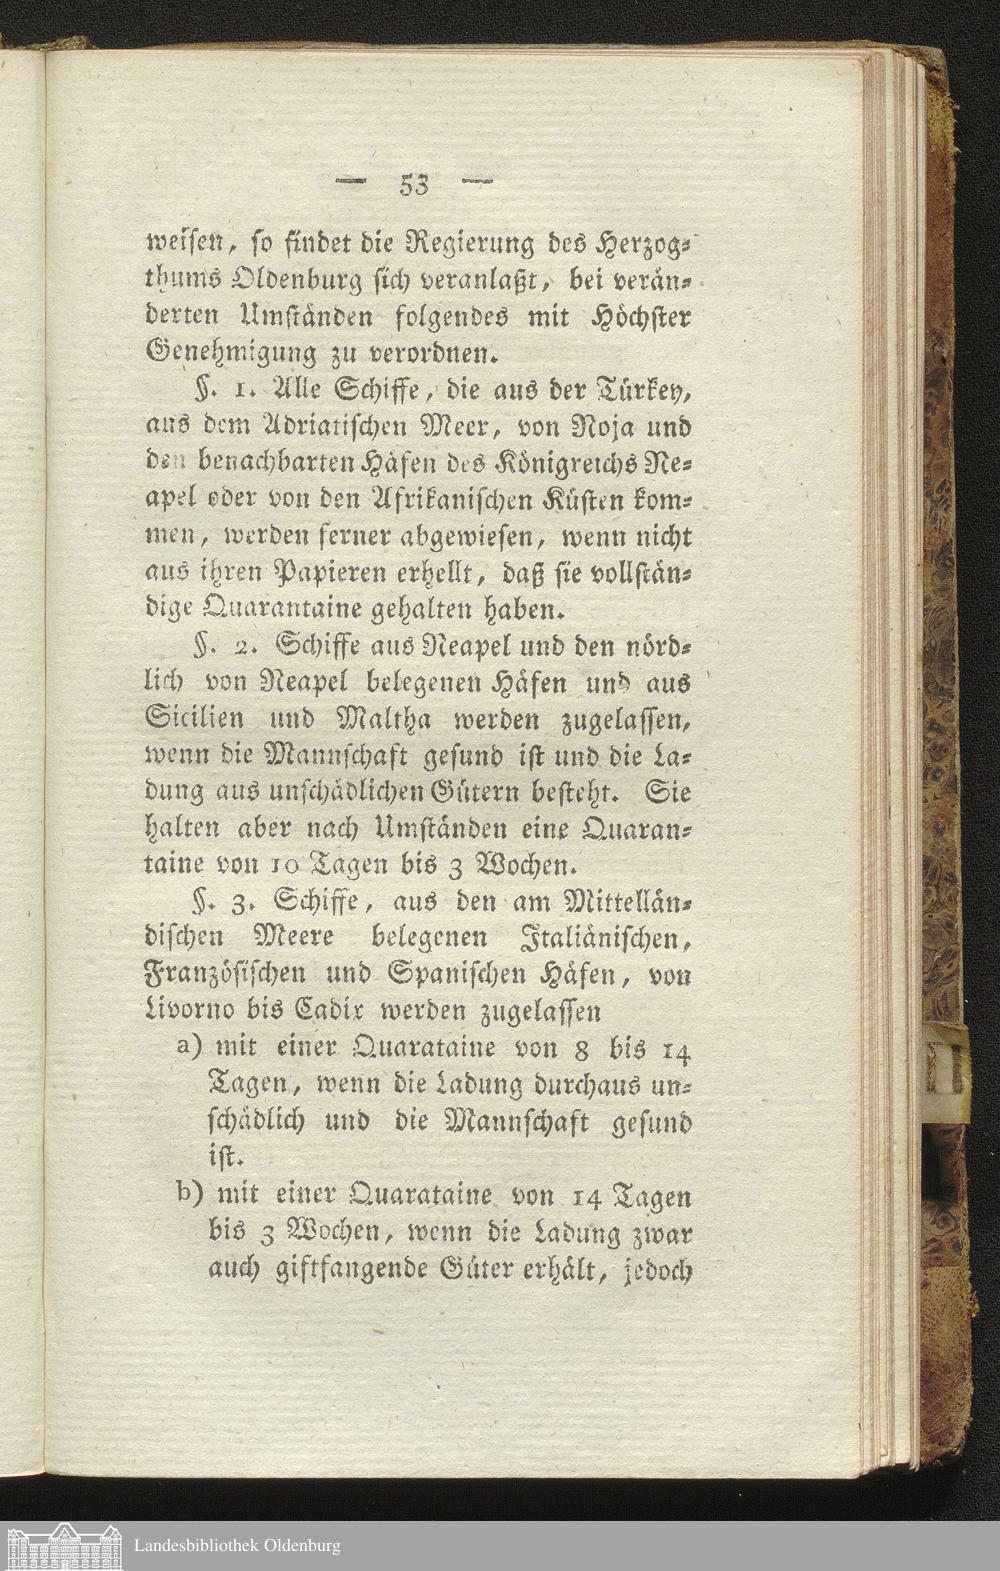 — 53 —
weisen, so findet die Regierung des Herzog-
thums Oldenburg sich veranlaßt, bei verän-
derten Umständen folgendes mit Höchster
Genehmigung zu verordnen.
§. 1. Alle Schiffe, die aus der Türkey,
aus dem Adriatischen Meer, von Noja und
den benachbarten Häfen des Königreichs Ne-
apel oder von den Afrikanischen Küsten kom-
men, werden ferner abgewiesen, wenn nicht
aus ihren Papieren erhellt, daß sie vollstän-
dige Quarantaine gehalten haben.
§. 2. Schiffe aus Neapel und den nörd-
lich von Neapel belegenen Häfen und aus
Sicilien und Maltha werden zugelassen,
wenn die Mannschaft gesund ist und die La-
dung aus unschädlichen Gütern besteht. Sie
halten aber nach Umständen eine Quaran-
taine von 10 Tagen bis 3 Wochen.
§. 3. Schiffe, aus den am Mittellän-
dischen Meere belegenen Italiänischen,
Französischen und Spanischen Häfen, von
Livorno bis Cadix werden zugelassen
a) mit einer Quarataine von 8 bis 14
Tagen, wenn die Ladung durchaus un-
schädlich und die Mannschaft gesund
ist.
b) mit einer Quarataine von 14 Tagen
bis 3 Wochen, wenn die Ladung zwar
auch giftfangende Güter erhält, jedoch
Landesbibliothek Oldenburg